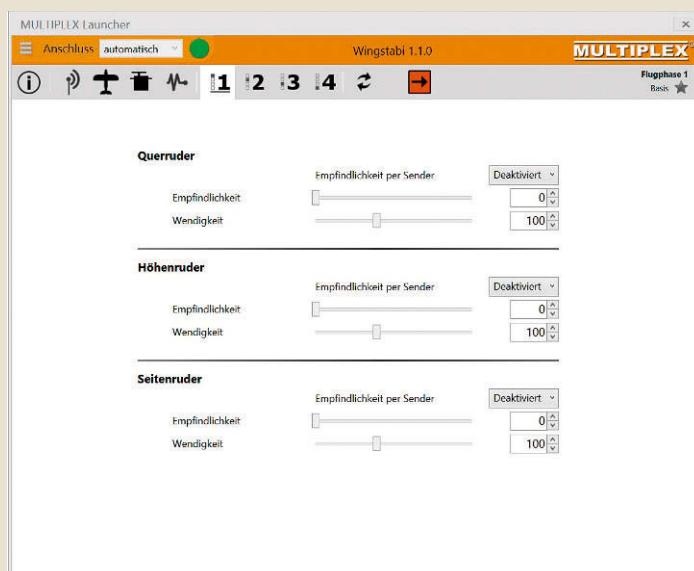 MULTIPLEX Launcher
Anschluss automatisch Wingstabi 1.1.0 MULTIPLEX
1 2 3 4 Flugphase 1
Basis
Querruder
Empfindlichkeit per Sender Deaktiviert
Empfindlichkeit 0
Wendigkeit 100
Höhenruder
Empfindlichkeit per Sender Deaktiviert
Empfindlichkeit 0
Wendigkeit 100
Seitenruder
Empfindlichkeit per Sender Deaktiviert
Empfindlichkeit 0
Wendigkeit 100